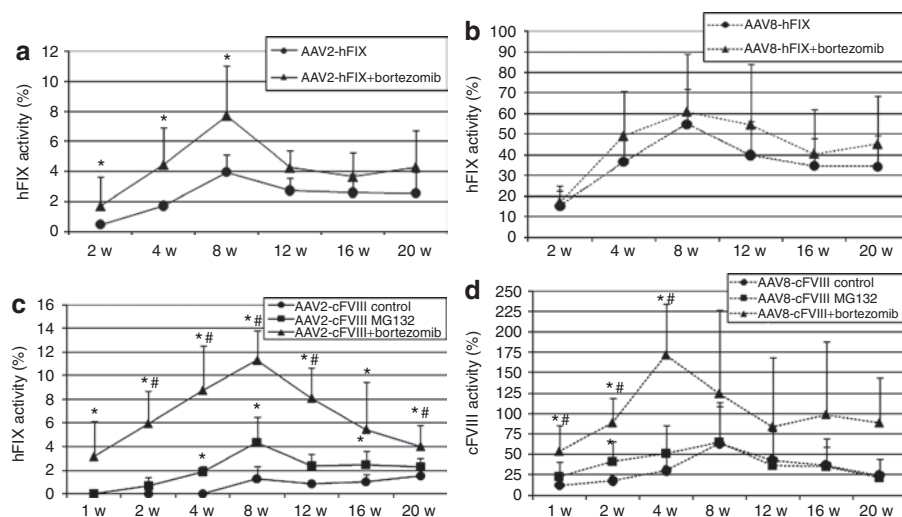 a
AAV2-hFIX
AAV2-hFIX+bortezomib
hFIX activity (%)
12
10
8
6
4
2
0
* * *
2 w 4 w 8 w 12 w 16 w 20 w
b
AAV8-hFIX
AAV8-hFIX+bortezomib
hFIX activity (%)
100
90
80
70
60
50
40
30
20
10
0
2 w 4 w 8 w 12 w 16 w 20 w
c
AAV2-cFVIII control
AAV2-cFVIII MG132
AAV2-cFVIII+bortezomib
hFIX activity (%)
16
14
12
10
8
6
4
2
0
* *# *# *# *# * *#
* * *
1 w 2 w 4 w 8 w 12 w 16 w 20 w
d
AAV8-cFVIII control
AAV8-cFVIII MG132
AAV8-cFVIII+bortezomib
cFVIII activity (%)
250
225
200
175
150
125
100
75
50
25
0
*# *# *#
*
1 w 2 w 4 w 8 w 12 w 16 w 20 w